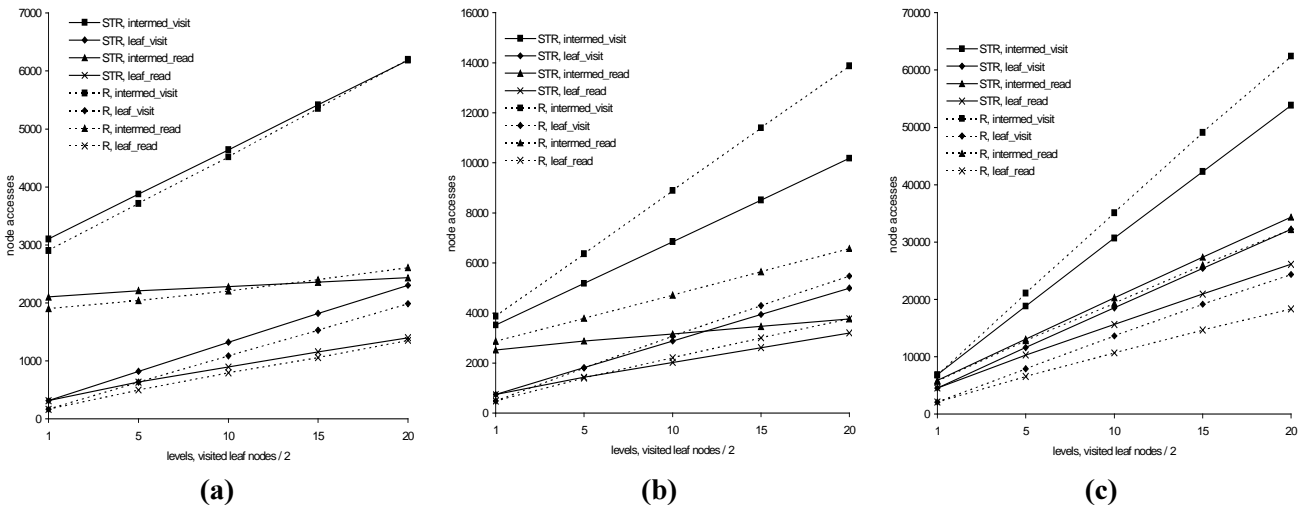 7000
6000
5000
4000
3000
2000
1000
0
node accesses
STR, intermed_visit
STR, leaf_visit
STR, intermed_read
STR, leaf_read
R, intermed_visit
R, leaf_visit
R, intermed_read
R, leaf_read
1 5 10 15 20
levels, visited leaf nodes / 2
(a)
16000
14000
12000
10000
8000
6000
4000
2000
0
node accesses
STR, intermed_visit
STR, leaf_visit
STR, intermed_read
STR, leaf_read
R, intermed_visit
R, leaf_visit
R, intermed_read
R, leaf_read
1 5 10 15 20
levels, visited leaf nodes / 2
(b)
70000
60000
50000
40000
30000
20000
10000
0
node accesses
STR, intermed_visit
STR, leaf_visit
STR, intermed_read
STR, leaf_read
R, intermed_visit
R, leaf_visit
R, intermed_read
R, leaf_read
1 5 10 15 20
levels, visited leaf nodes / 2
(c)